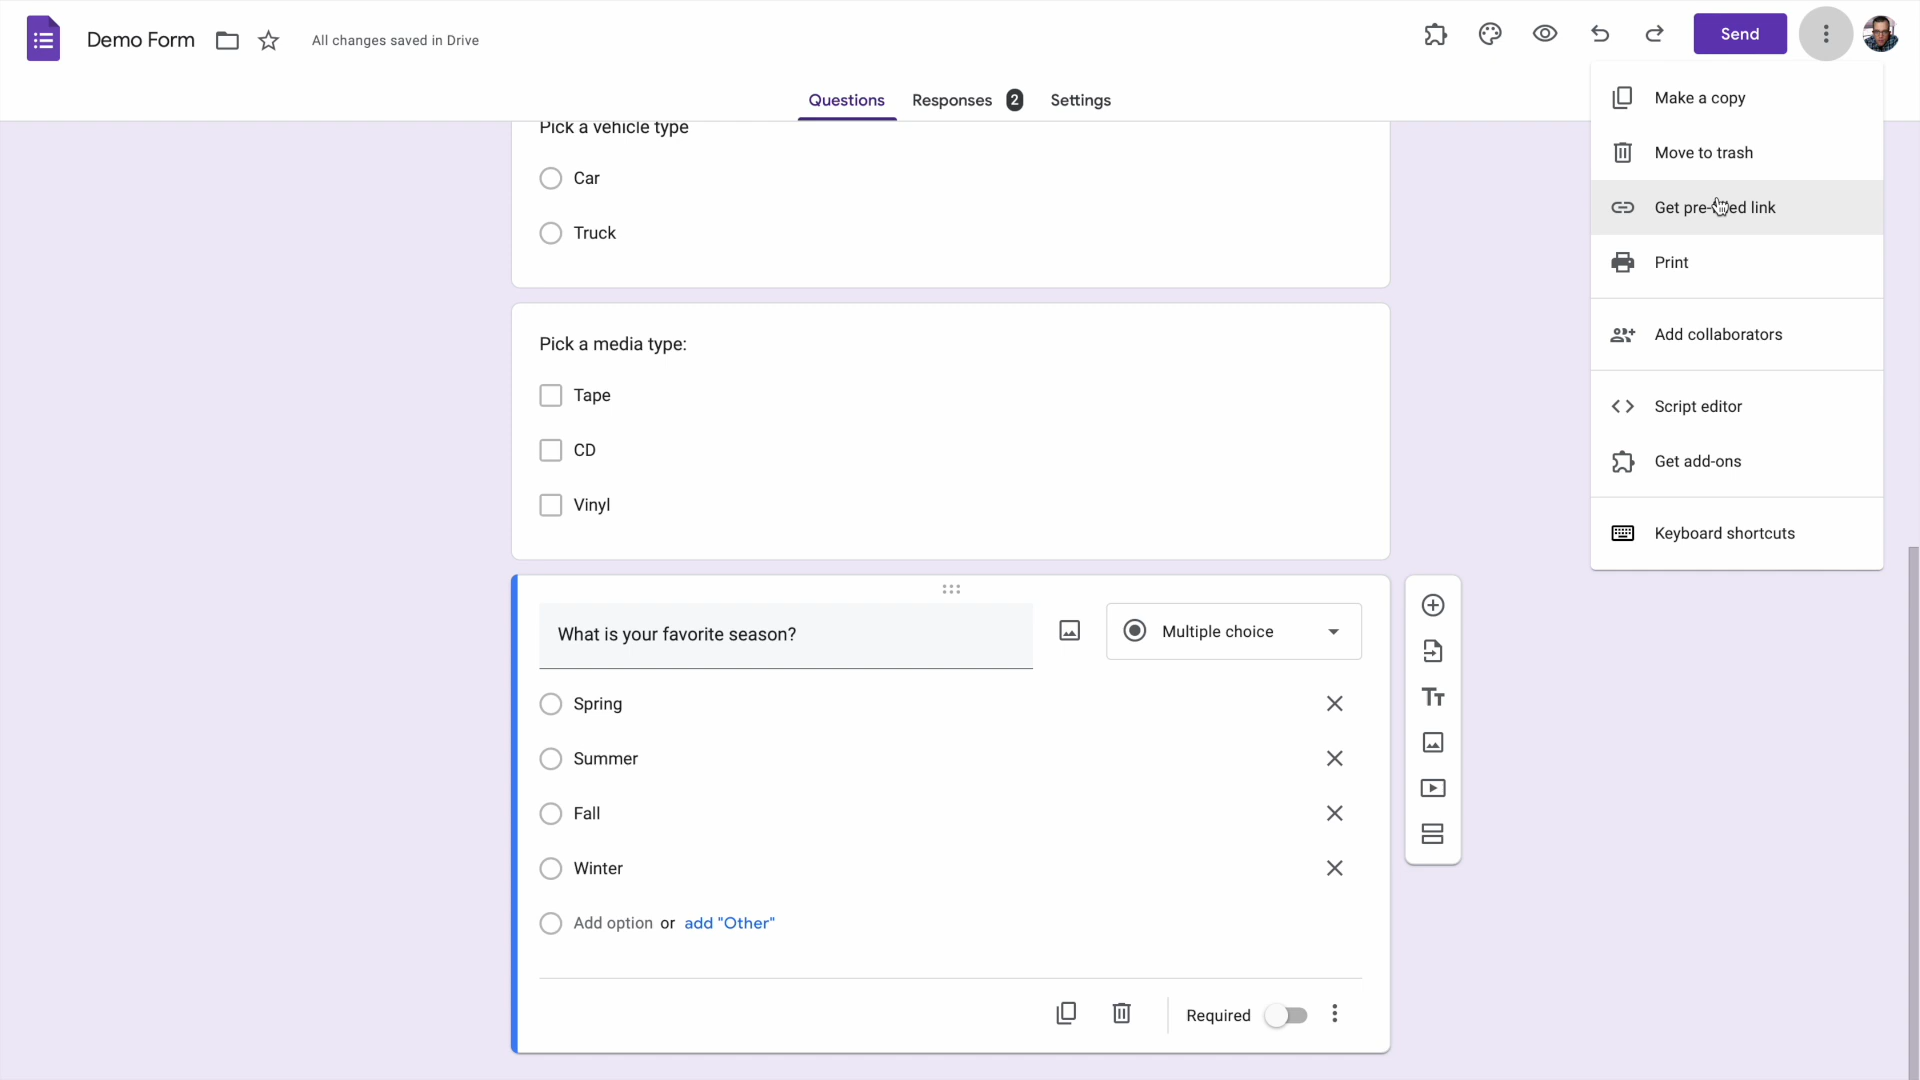 Demo Form
All changes saved in Drive
Send
Questions
Responses 2
Settings
Pick a vehicle type
Car
Truck
Pick a media type:
Tape
CD
Vinyl
What is your favorite season?
Multiple choice
Spring
Summer
Fall
Winter
Add option or add "Other"
Required
Make a copy
Move to trash
Get link
Print
Add collaborators
Script editor
Get add-ons
Keyboard shortcuts